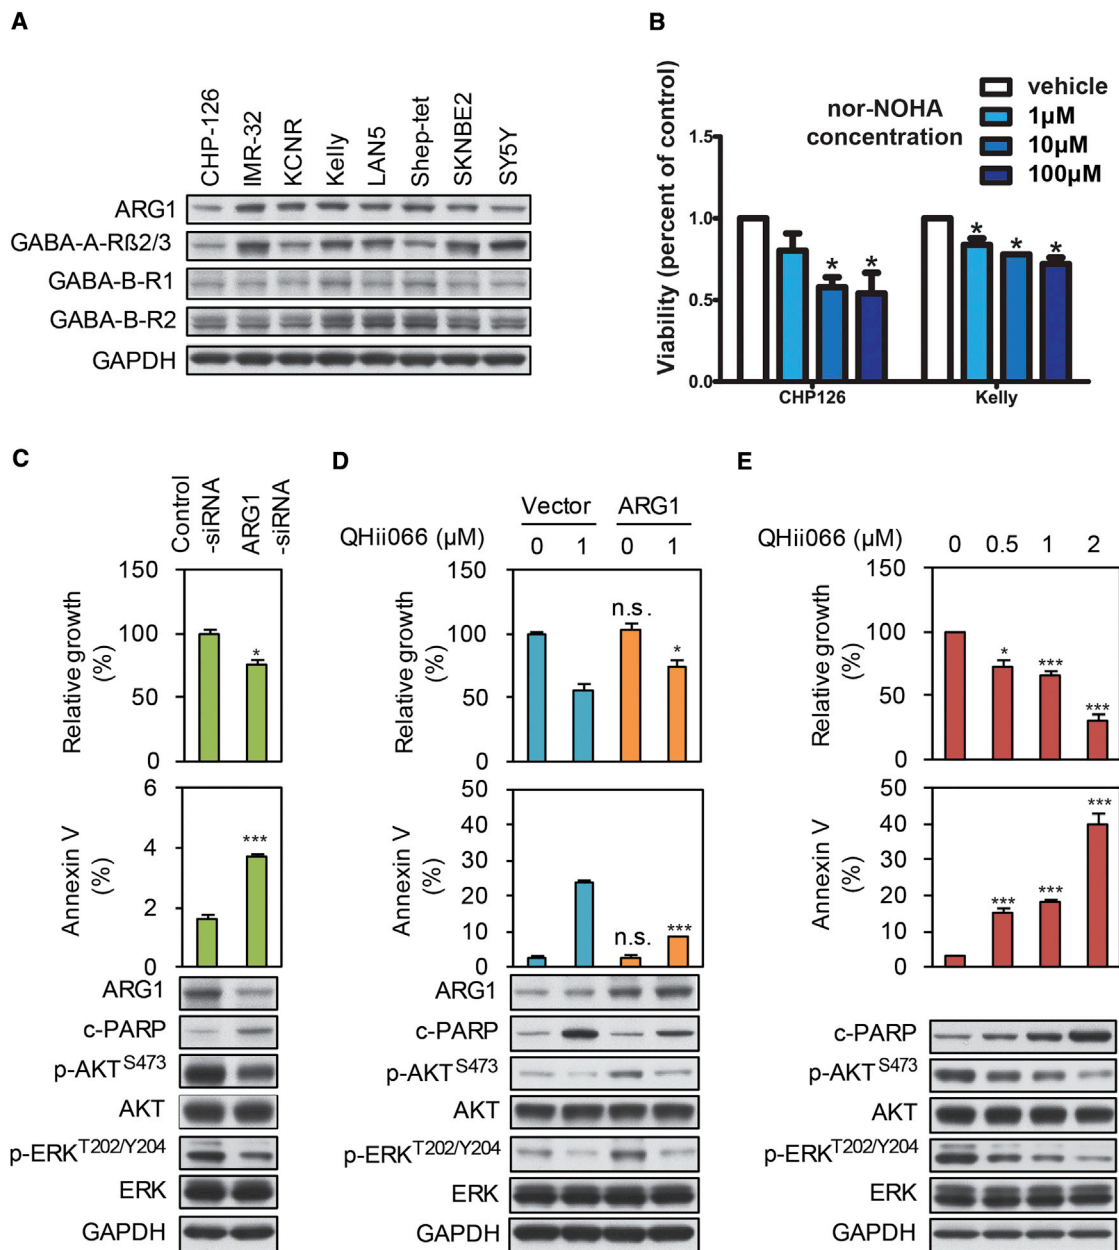 A
CHP-126
IMR-32
KCNR
Kelly
LAN5
Shep-tet
SKNBE2
SY5Y
ARG1
GABA-A-Rß2/3
GABA-B-R1
GABA-B-R2
GAPDH
B
nor-NOHA
concentration
vehicle
1µM
10µM
100µM
Viability (percent of control)
1.5
1.0
0.5
0.0
* *
* * *
CHP126 Kelly
C
Control
-siRNA
ARG1
-siRNA
Relative growth
(%)
150
100
50
0
*
Annexin V
(%)
6
4
2
0
***
ARG1
c-PARP
p-AKT S473
AKT
p-ERK T202/Y204
ERK
GAPDH
D
Vector ARG1
QHii066 (µM) 0 1 0 1
Relative growth
(%)
150
100
50
0
n.s. *
Annexin V
(%)
50
40
30
20
10
0
n.s. ***
ARG1
c-PARP
p-AKT S473
AKT
p-ERK T202/Y204
ERK
GAPDH
E
QHii066 (µM) 0 0.5 1 2
Relative growth
(%)
150
100
50
0
* *** ***
Annexin V
(%)
50
40
30
20
10
0
*** *** ***
c-PARP
p-AKT S473
AKT
p-ERK T202/Y204
ERK
GAPDH